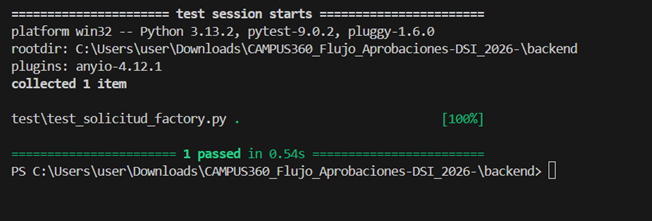 ====================== test session starts =======================
platform win32 -- Python 3.13.2, pytest-9.0.2, pluggy-1.6.0
rootdir: C:\Users\user\Downloads\CAMPUS360_Flujo_Aprobaciones-DSI_2026-\backend
plugins: anyio-4.12.1
collected 1 item

test\test_solicitud_factory.py .                            [100%]

======================= 1 passed in 0.54s ========================
PS C:\Users\user\Downloads\CAMPUS360_Flujo_Aprobaciones-DSI_2026-\backend>